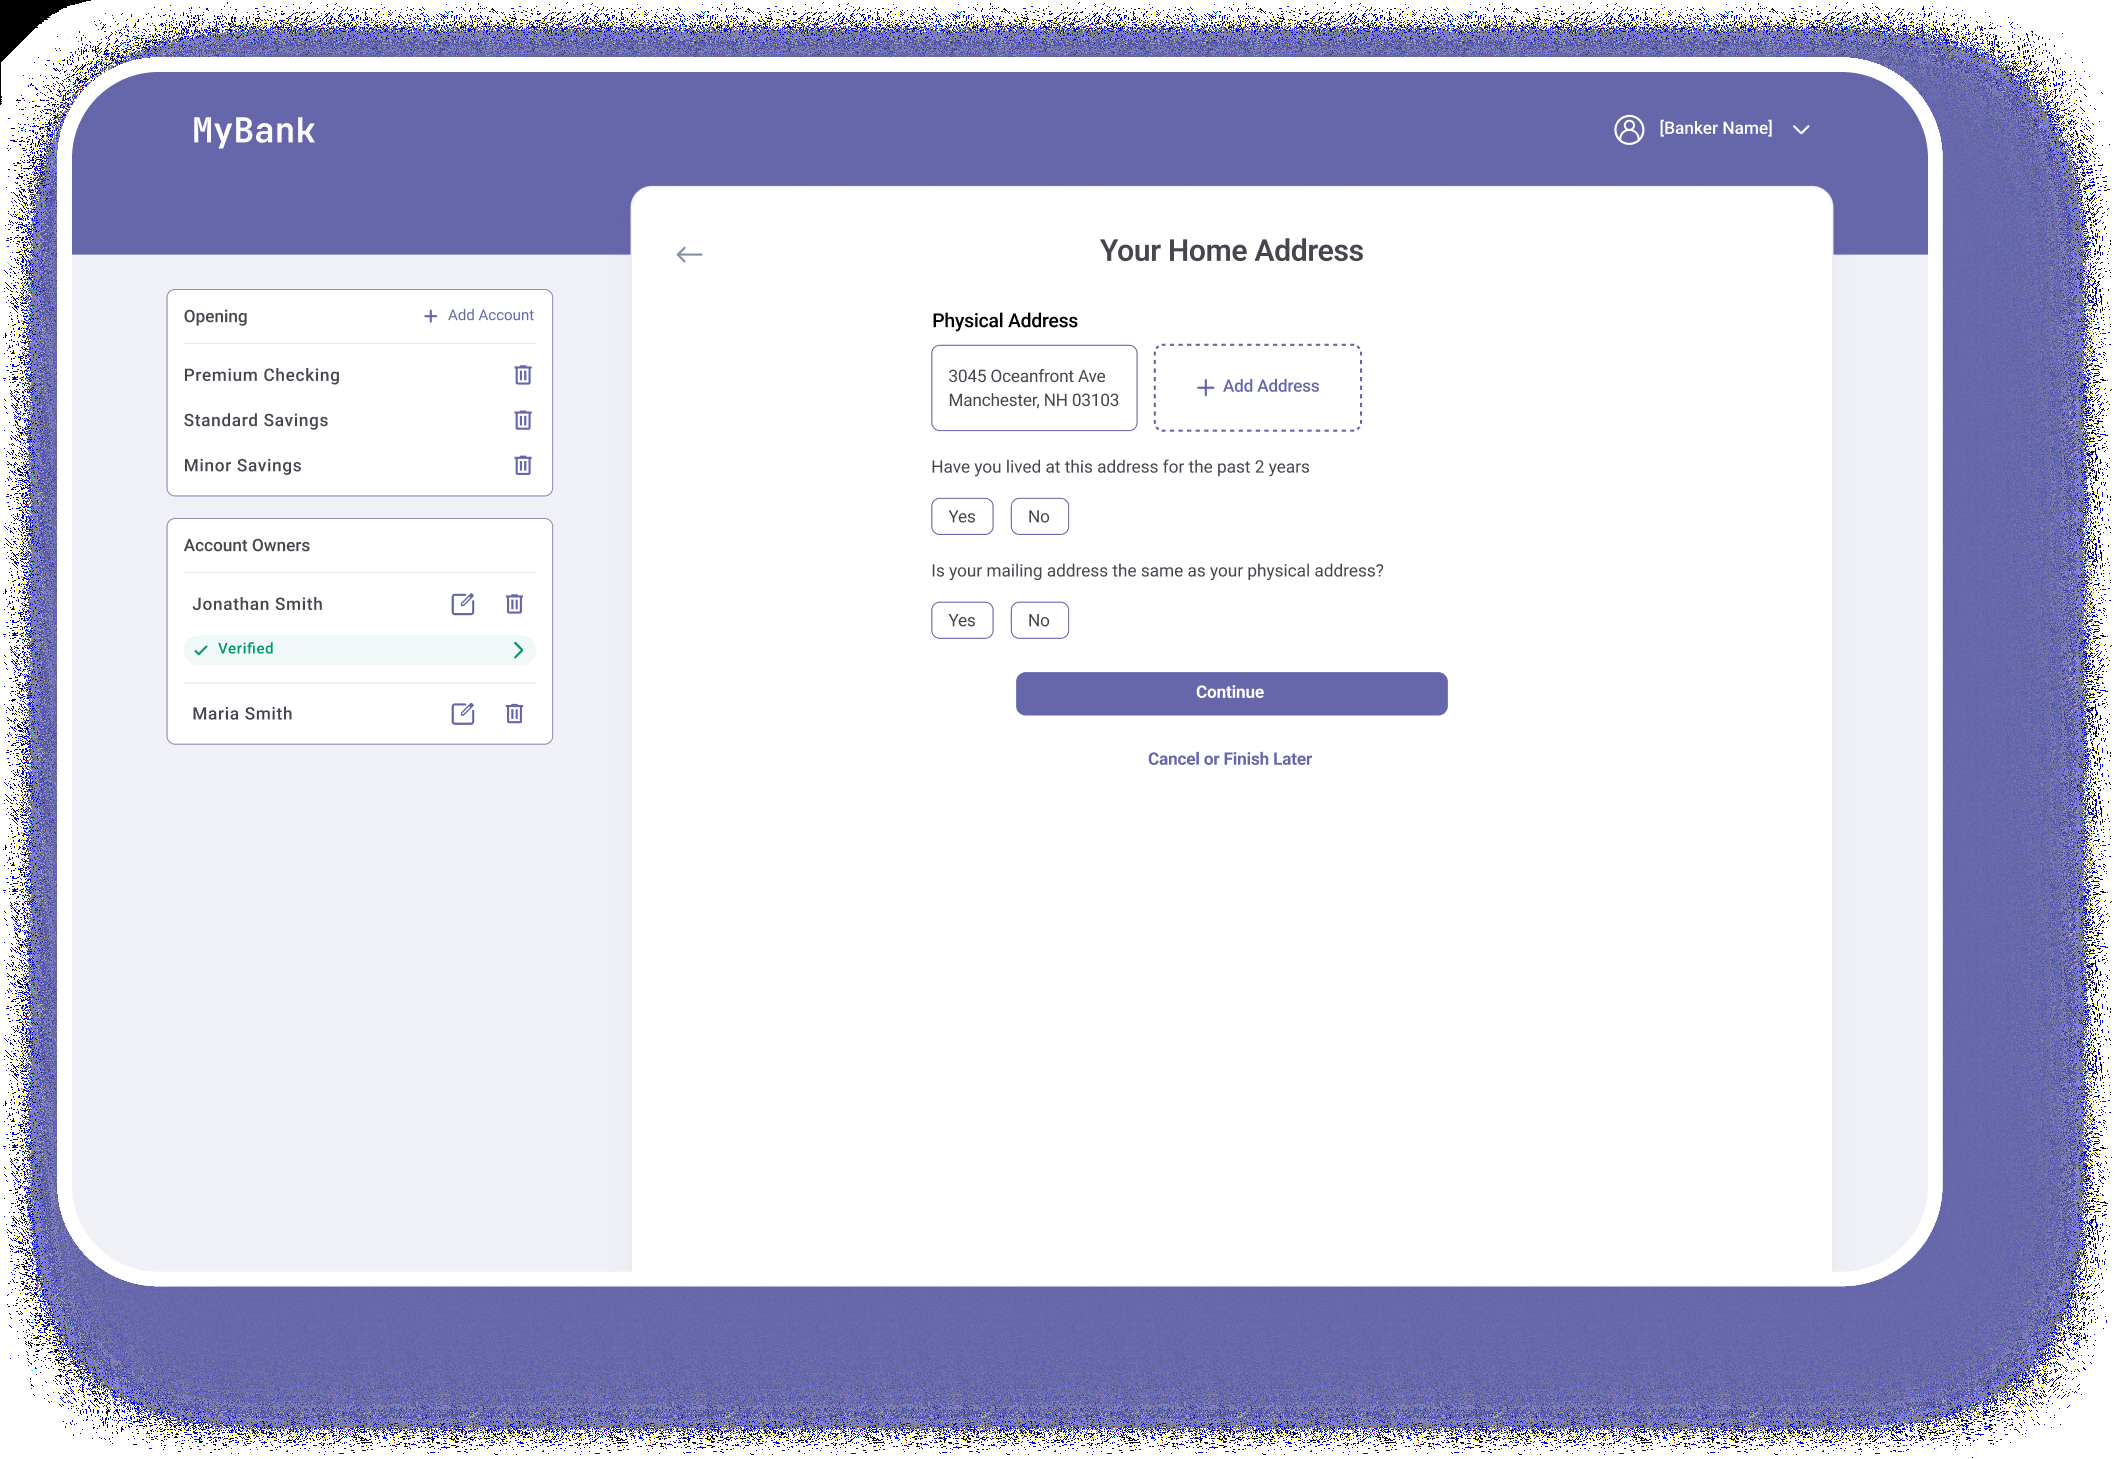 MyBank
[Banker Name]
Opening
Add Account
Premium Checking
Standard Savings
Minor Savings
Account Owners
Jonathan Smith
Verified
Maria Smith
Your Home Address
Physical Address
3045 Oceanfront Ave
Manchester, NH 03103
Add Address
Have you lived at this address for the past 2 years
Yes
No
Is your mailing address the same as your physical address?
Yes
No
Continue
Cancel or Finish Later